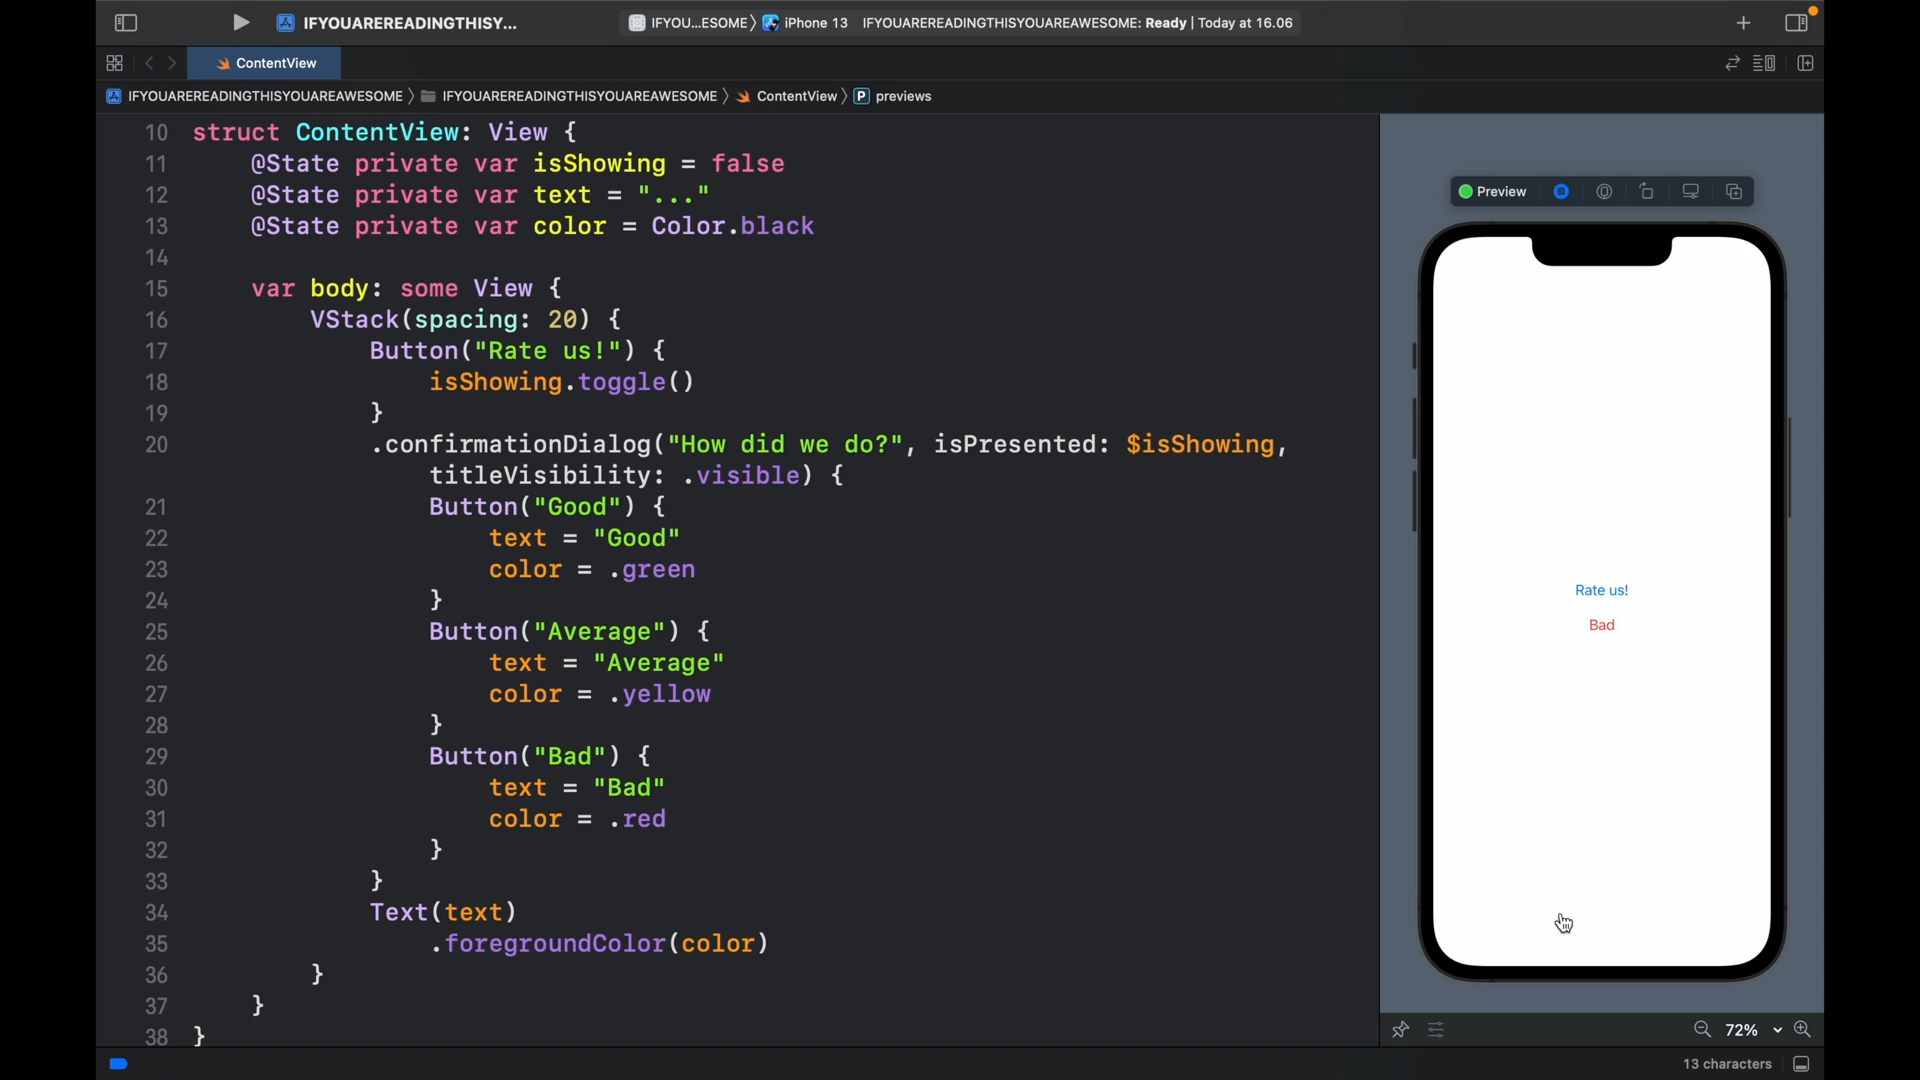 IFYOUAREREADINGTHISY...
IFYOU...ESOME
iPhone 13
IFYOUAREREADINGTHISYOUAREAWESOME: Ready | Today at 16.06
ContentView
IFYOUAREREADINGTHISYOUAREAWESOME
IFYOUAREREADINGTHISYOUAREAWESOME
ContentView
P previews
10 struct ContentView: View {
11 @State private var isShowing = false
12 @State private var text = "..."
13 @State private var color = Color.black
14
15 var body: some View {
16 VStack(spacing: 20) {
17 Button("Rate us!") {
18 isShowing.toggle()
19 }
20 .confirmationDialog("How did we do?", isPresented: $isShowing,
titleVisibility: .visible) {
21 Button("Good") {
22 text = "Good"
23 color = .green
24 }
25 Button("Average") {
26 text = "Average"
27 color = .yellow
28 }
29 Button("Bad") {
30 text = "Bad"
31 color = .red
32 }
33 }
34 Text(text)
35 .foregroundColor(color)
36 }
37 }
38 }
Preview
Rate us!
Bad
72%
13 characters